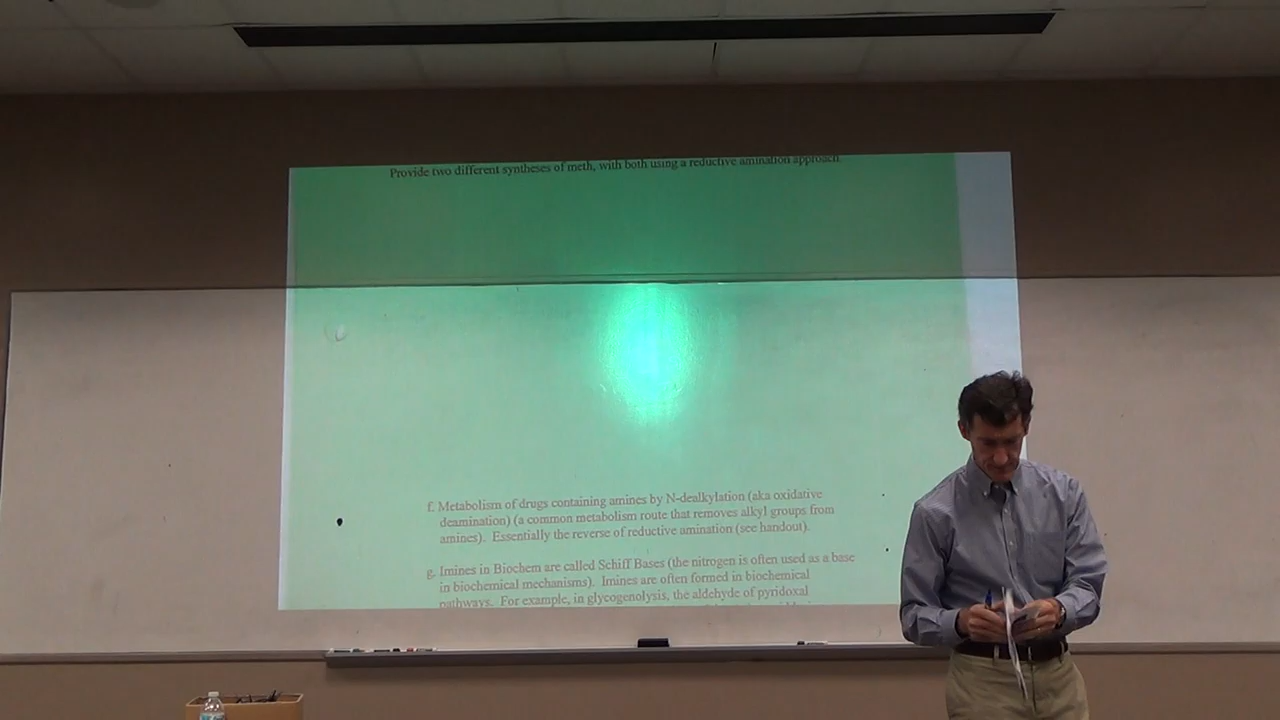 Provide two different syntheses of meth, with both using a reductive amination approach
f. Metabolism of drugs containing amines by N-dealkylation (aka oxidative
deamination) (a common metabolism route that removes alkyl groups from
amines).  Essentially the reverse of reductive amination (see handout).
g. Imines in Biochem are called Schiff Bases (the nitrogen is often used as a base
in biochemical mechanisms).  Imines are often formed in biochemical
pathways.  For example, in glycogenolysis, the aldehyde of pyridoxal